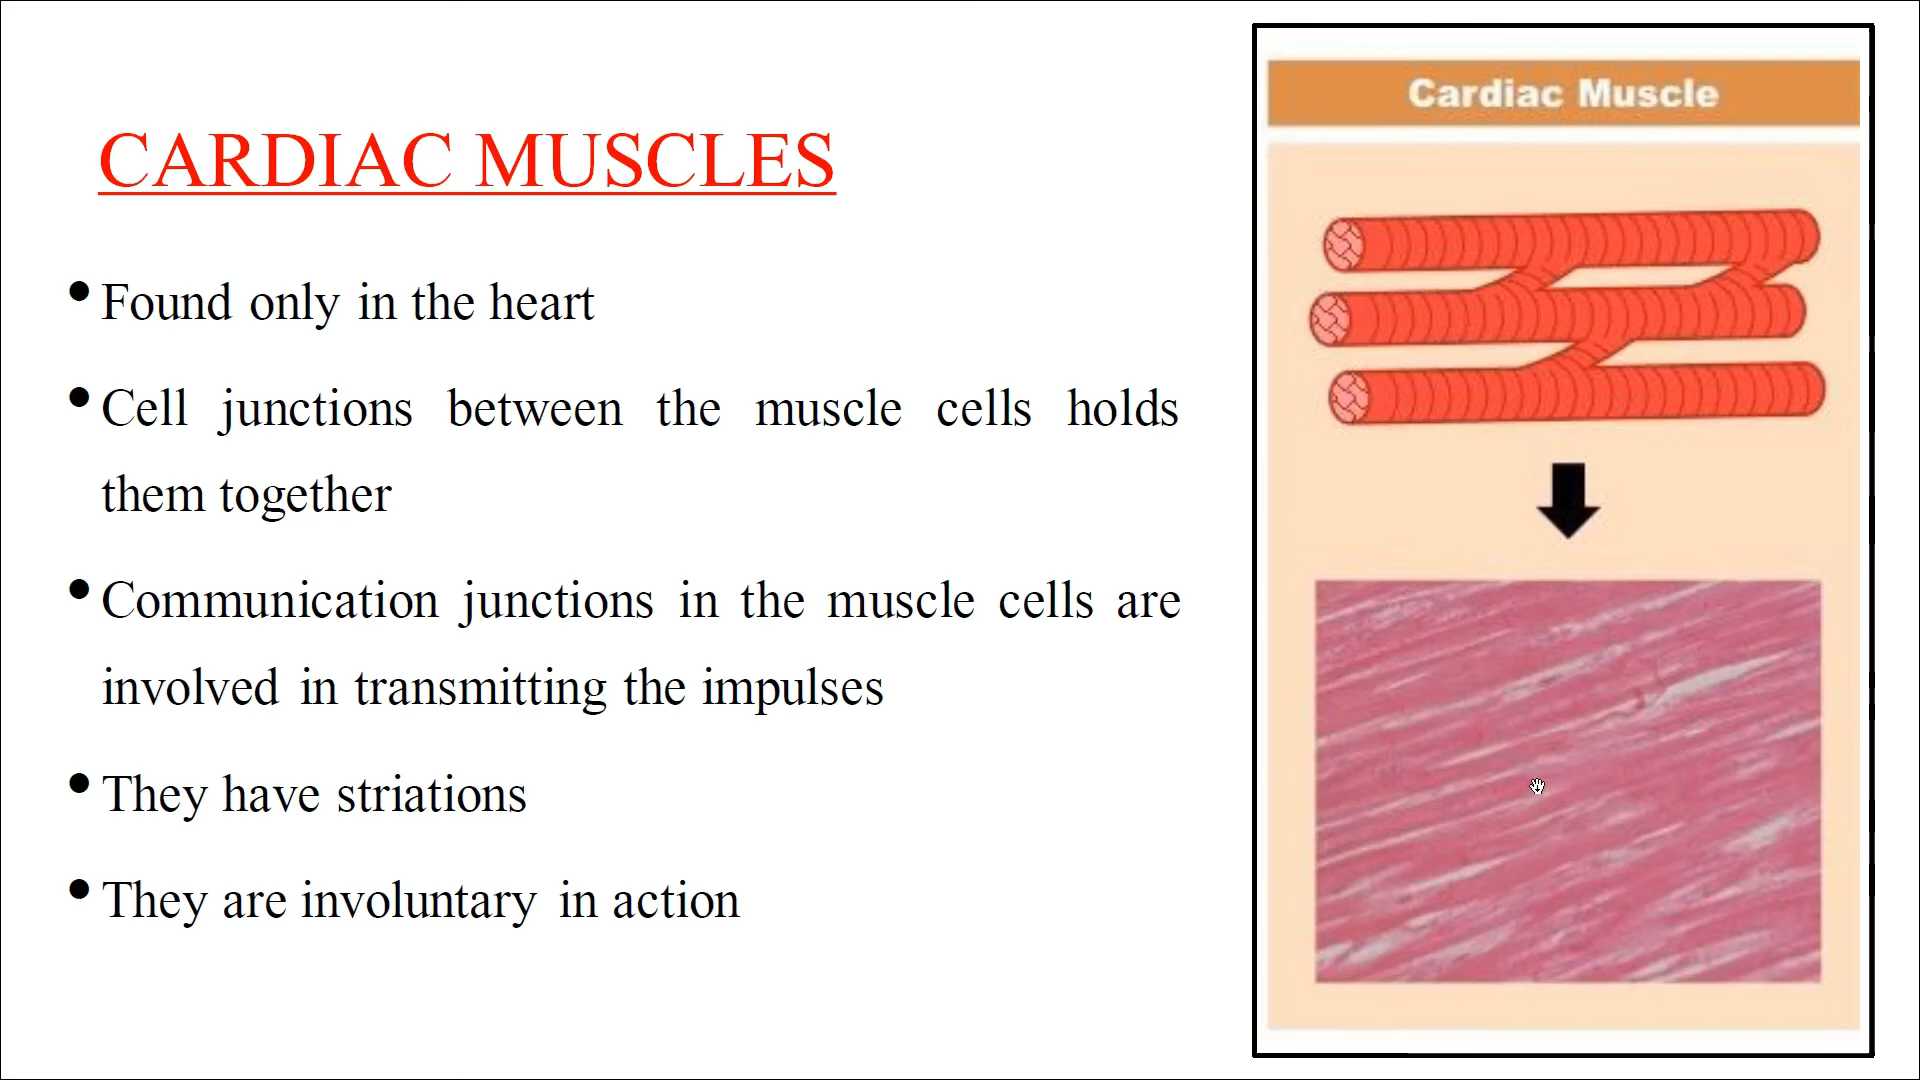 CARDIAC MUSCLES
• Found only in the heart
• Cell junctions between the muscle cells holds
them together
• Communication junctions in the muscle cells are
involved in transmitting the impulses
• They have striations
• They are involuntary in action
Cardiac Muscle